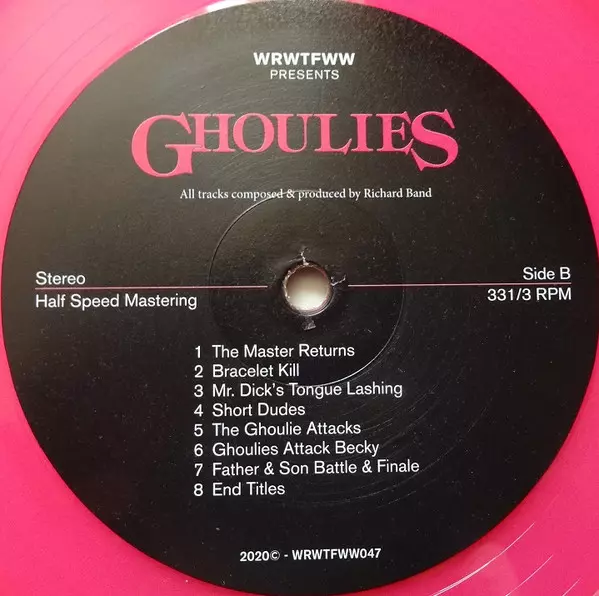 WRWTFWW
PRESENTS
GHOULIES
All tracks composed & produced by Richard Band
Stereo
Side B
Half Speed Mastering
331/3 RPM
1 The Master Returns
2 Bracelet Kill
3 Mr. Dick's Tongue Lashing
4 Short Dudes
5 The Ghoulie Attacks
6 Ghoulies Attack Becky
7 Father & Son Battle & Finale
8 End Titles
2020© - WRWTFWW047